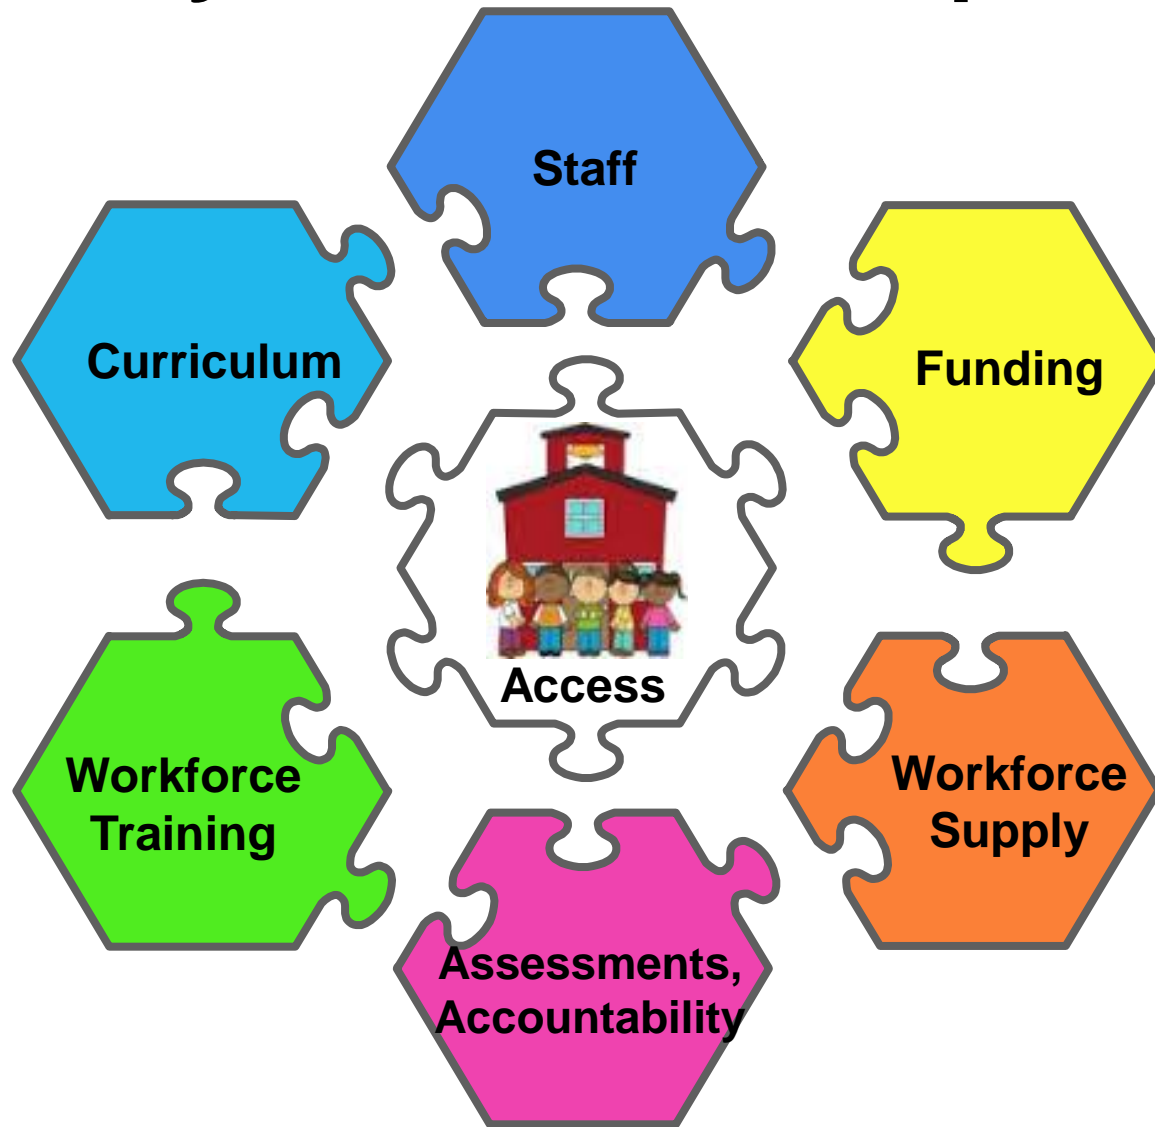 Staff
Curriculum
Funding
Access
Workforce
Training
Workforce
Supply
Assessments,
Accountability